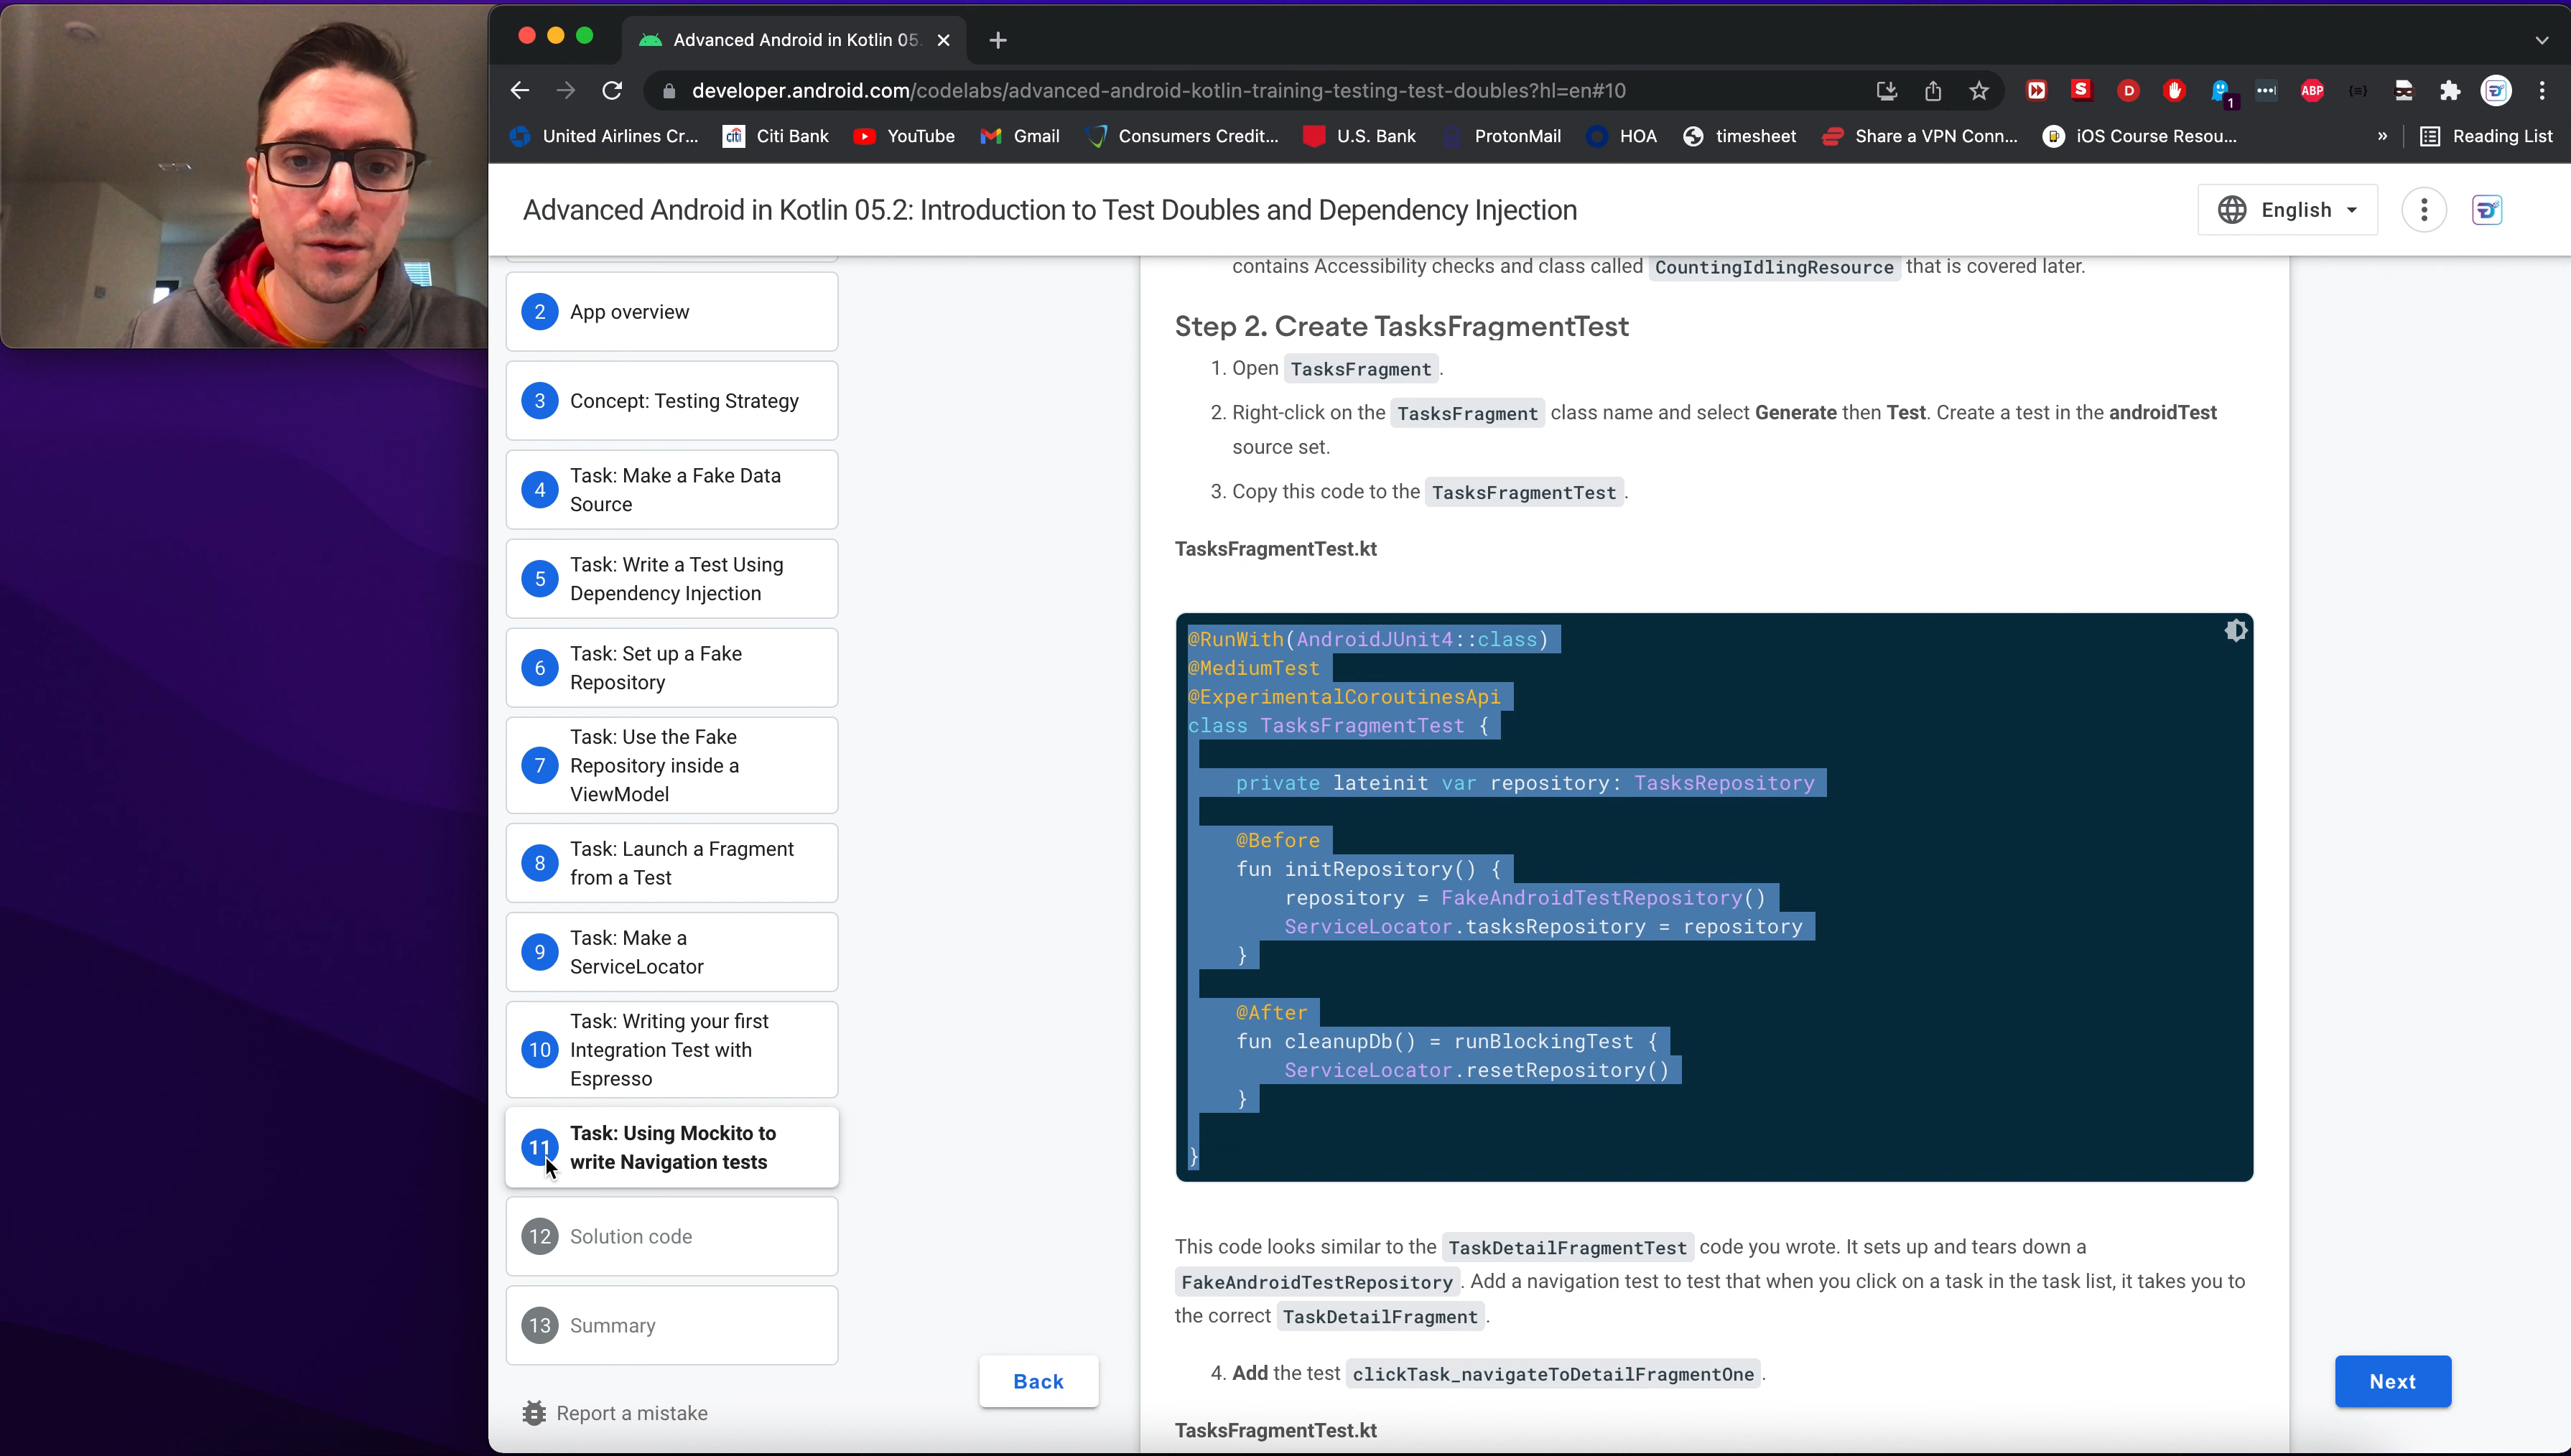 Advanced Android in Kotlin 05.
developer.android.com/codelabs/advanced-android-kotlin-training-testing-test-doubles?hl=en#10
S
D
1
ABP
United Airlines Cr...
citi
Citi Bank
YouTube
Gmail
Consumers Credit...
U.S. Bank
ProtonMail
HOA
timesheet
Share a VPN Conn...
iOS Course Resou...
»
Reading List
Advanced Android in Kotlin 05.2: Introduction to Test Doubles and Dependency Injection
English
2 App overview
3 Concept: Testing Strategy
4 Task: Make a Fake Data
Source
5 Task: Write a Test Using
Dependency Injection
6 Task: Set up a Fake
Repository
7 Task: Use the Fake
Repository inside a
ViewModel
8 Task: Launch a Fragment
from a Test
9 Task: Make a
ServiceLocator
10 Task: Writing your first
Integration Test with
Espresso
11 Task: Using Mockito to
write Navigation tests
12 Solution code
13 Summary
Report a mistake
contains Accessibility checks and class called CountingIdlingResource that is covered later.
Step 2. Create TasksFragmentTest
1. Open TasksFragment.
2. Right-click on the TasksFragment class name and select Generate then Test. Create a test in the androidTest
source set.
3. Copy this code to the TasksFragmentTest.
TasksFragmentTest.kt
@RunWith(AndroidJUnit4::class)
@MediumTest
@ExperimentalCoroutinesApi
class TasksFragmentTest {
private lateinit var repository: TasksRepository
@Before
fun initRepository() {
repository = FakeAndroidTestRepository()
ServiceLocator.tasksRepository = repository
}
@After
fun cleanupDb() = runBlockingTest {
ServiceLocator.resetRepository()
}
}
This code looks similar to the TaskDetailFragmentTest code you wrote. It sets up and tears down a
FakeAndroidTestRepository. Add a navigation test to test that when you click on a task in the task list, it takes you to
the correct TaskDetailFragment.
4. Add the test clickTask_navigateToDetailFragmentOne.
TasksFragmentTest.kt
Back
Next